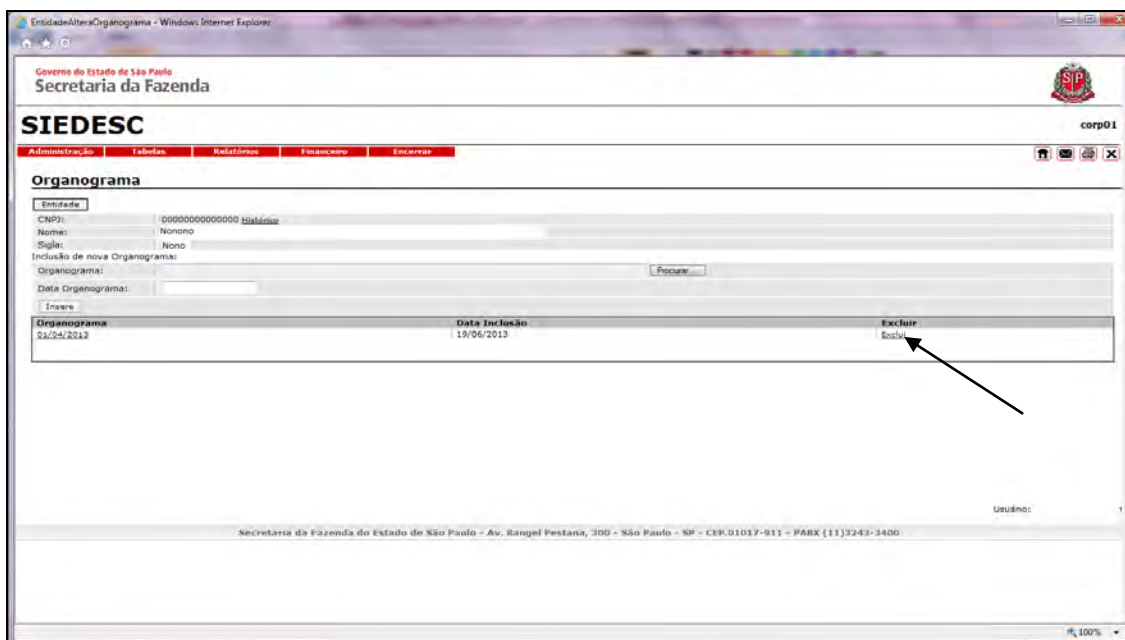 EntidadeAlteraOrganograma - Windows Internet Explorer
Governo do Estado de São Paulo
Secretaria da Fazenda
SP
SIEDESC
corp01
Administração Tabelas Relatórios Financeiro Encerrar
Organograma
Entidade
CNPJ: 00000000000000 Histórico
Nome: Nonono
Sigla: Nono
Inclusão de nova Organograma:
Organograma: Procurar...
Data Organograma:
Insere
Organograma Data Inclusão Excluir
01/04/2013 19/06/2013 Exclui
Usuário:
Secretaria da Fazenda do Estado de São Paulo - Av. Rangel Pestana, 300 - São Paulo - SP - CEP.01017-911 - PABX (11)3243-3400
100%